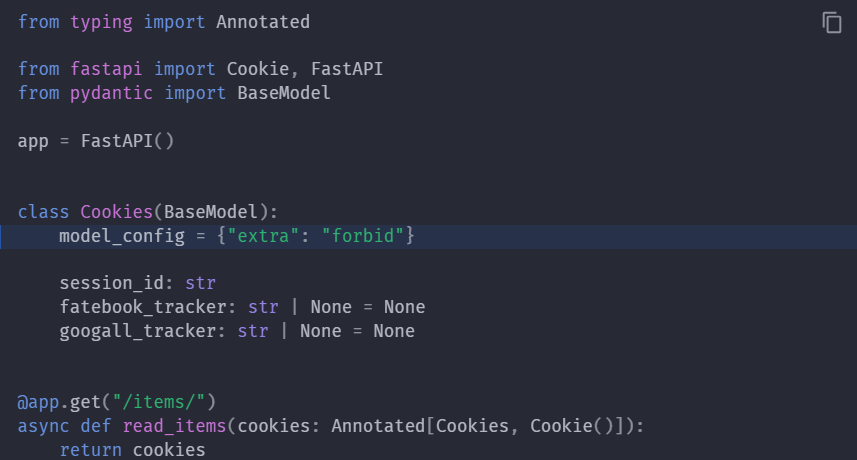 from typing import Annotated
from fastapi import Cookie, FastAPI
from pydantic import BaseModel
app = FastAPI()
class Cookies(BaseModel):
    model_config = {"extra": "forbid"}
    session_id: str
    fatebook_tracker: str | None = None
    googall_tracker: str | None = None
@app.get("/items/")
async def read_items(cookies: Annotated[Cookies, Cookie()]):
    return cookies